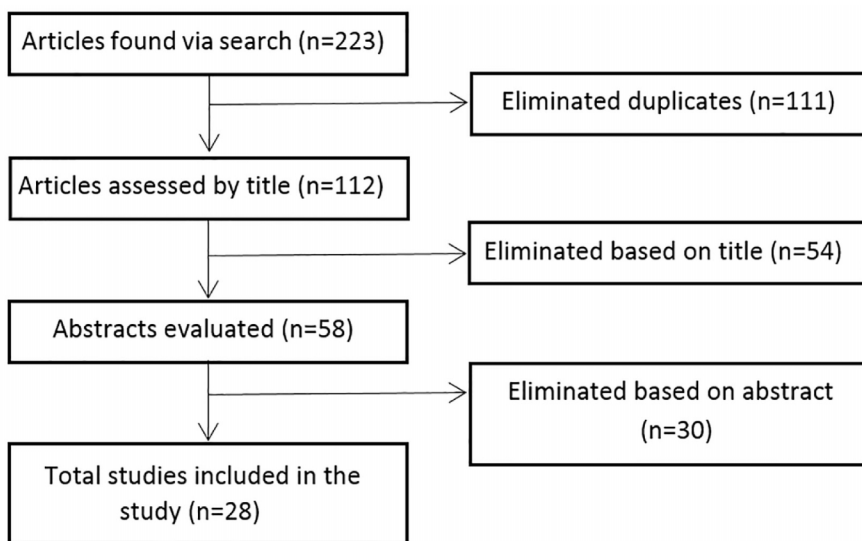 Articles found via search (n=223)
Eliminated duplicates (n=111)
Articles assessed by title (n=112)
Eliminated based on title (n=54)
Abstracts evaluated (n=58)
Eliminated based on abstract
(n=30)
Total studies included in the
study (n=28)